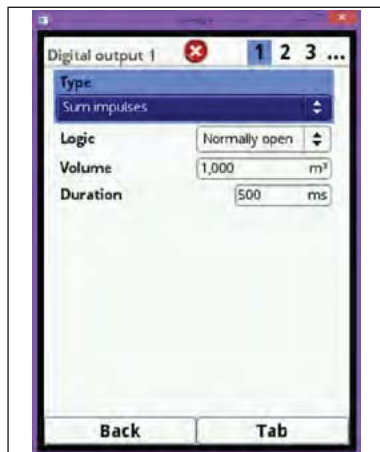 Digital output 1 1 2 3 ...
Type
Sum impulses
Logic Normally open
Volume 1,000 m³
Duration 500 ms
Back Tab